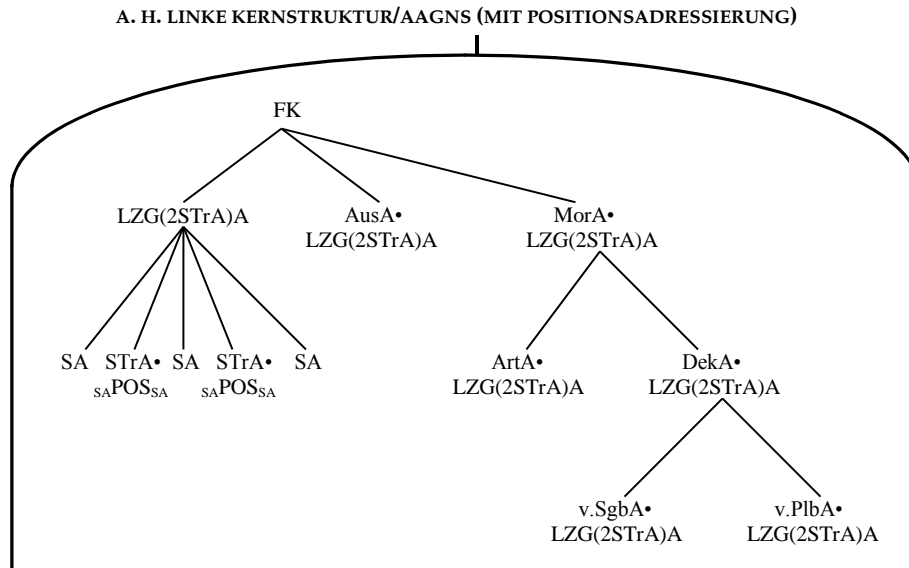 A. H. LINKE KERNSTRUKTUR/AAGNS (MIT POSITIONSADRESSIERUNG)
FK
LZG(2STrA)A AusA• MorA•
LZG(2STrA)A LZG(2STrA)A
SA STrA• SA STrA• SA ArtA• DekA•
SAPOSSA SAPOSSA LZG(2STrA)A LZG(2STrA)A
v.SgbA• v.PlbA•
LZG(2STrA)A LZG(2STrA)A